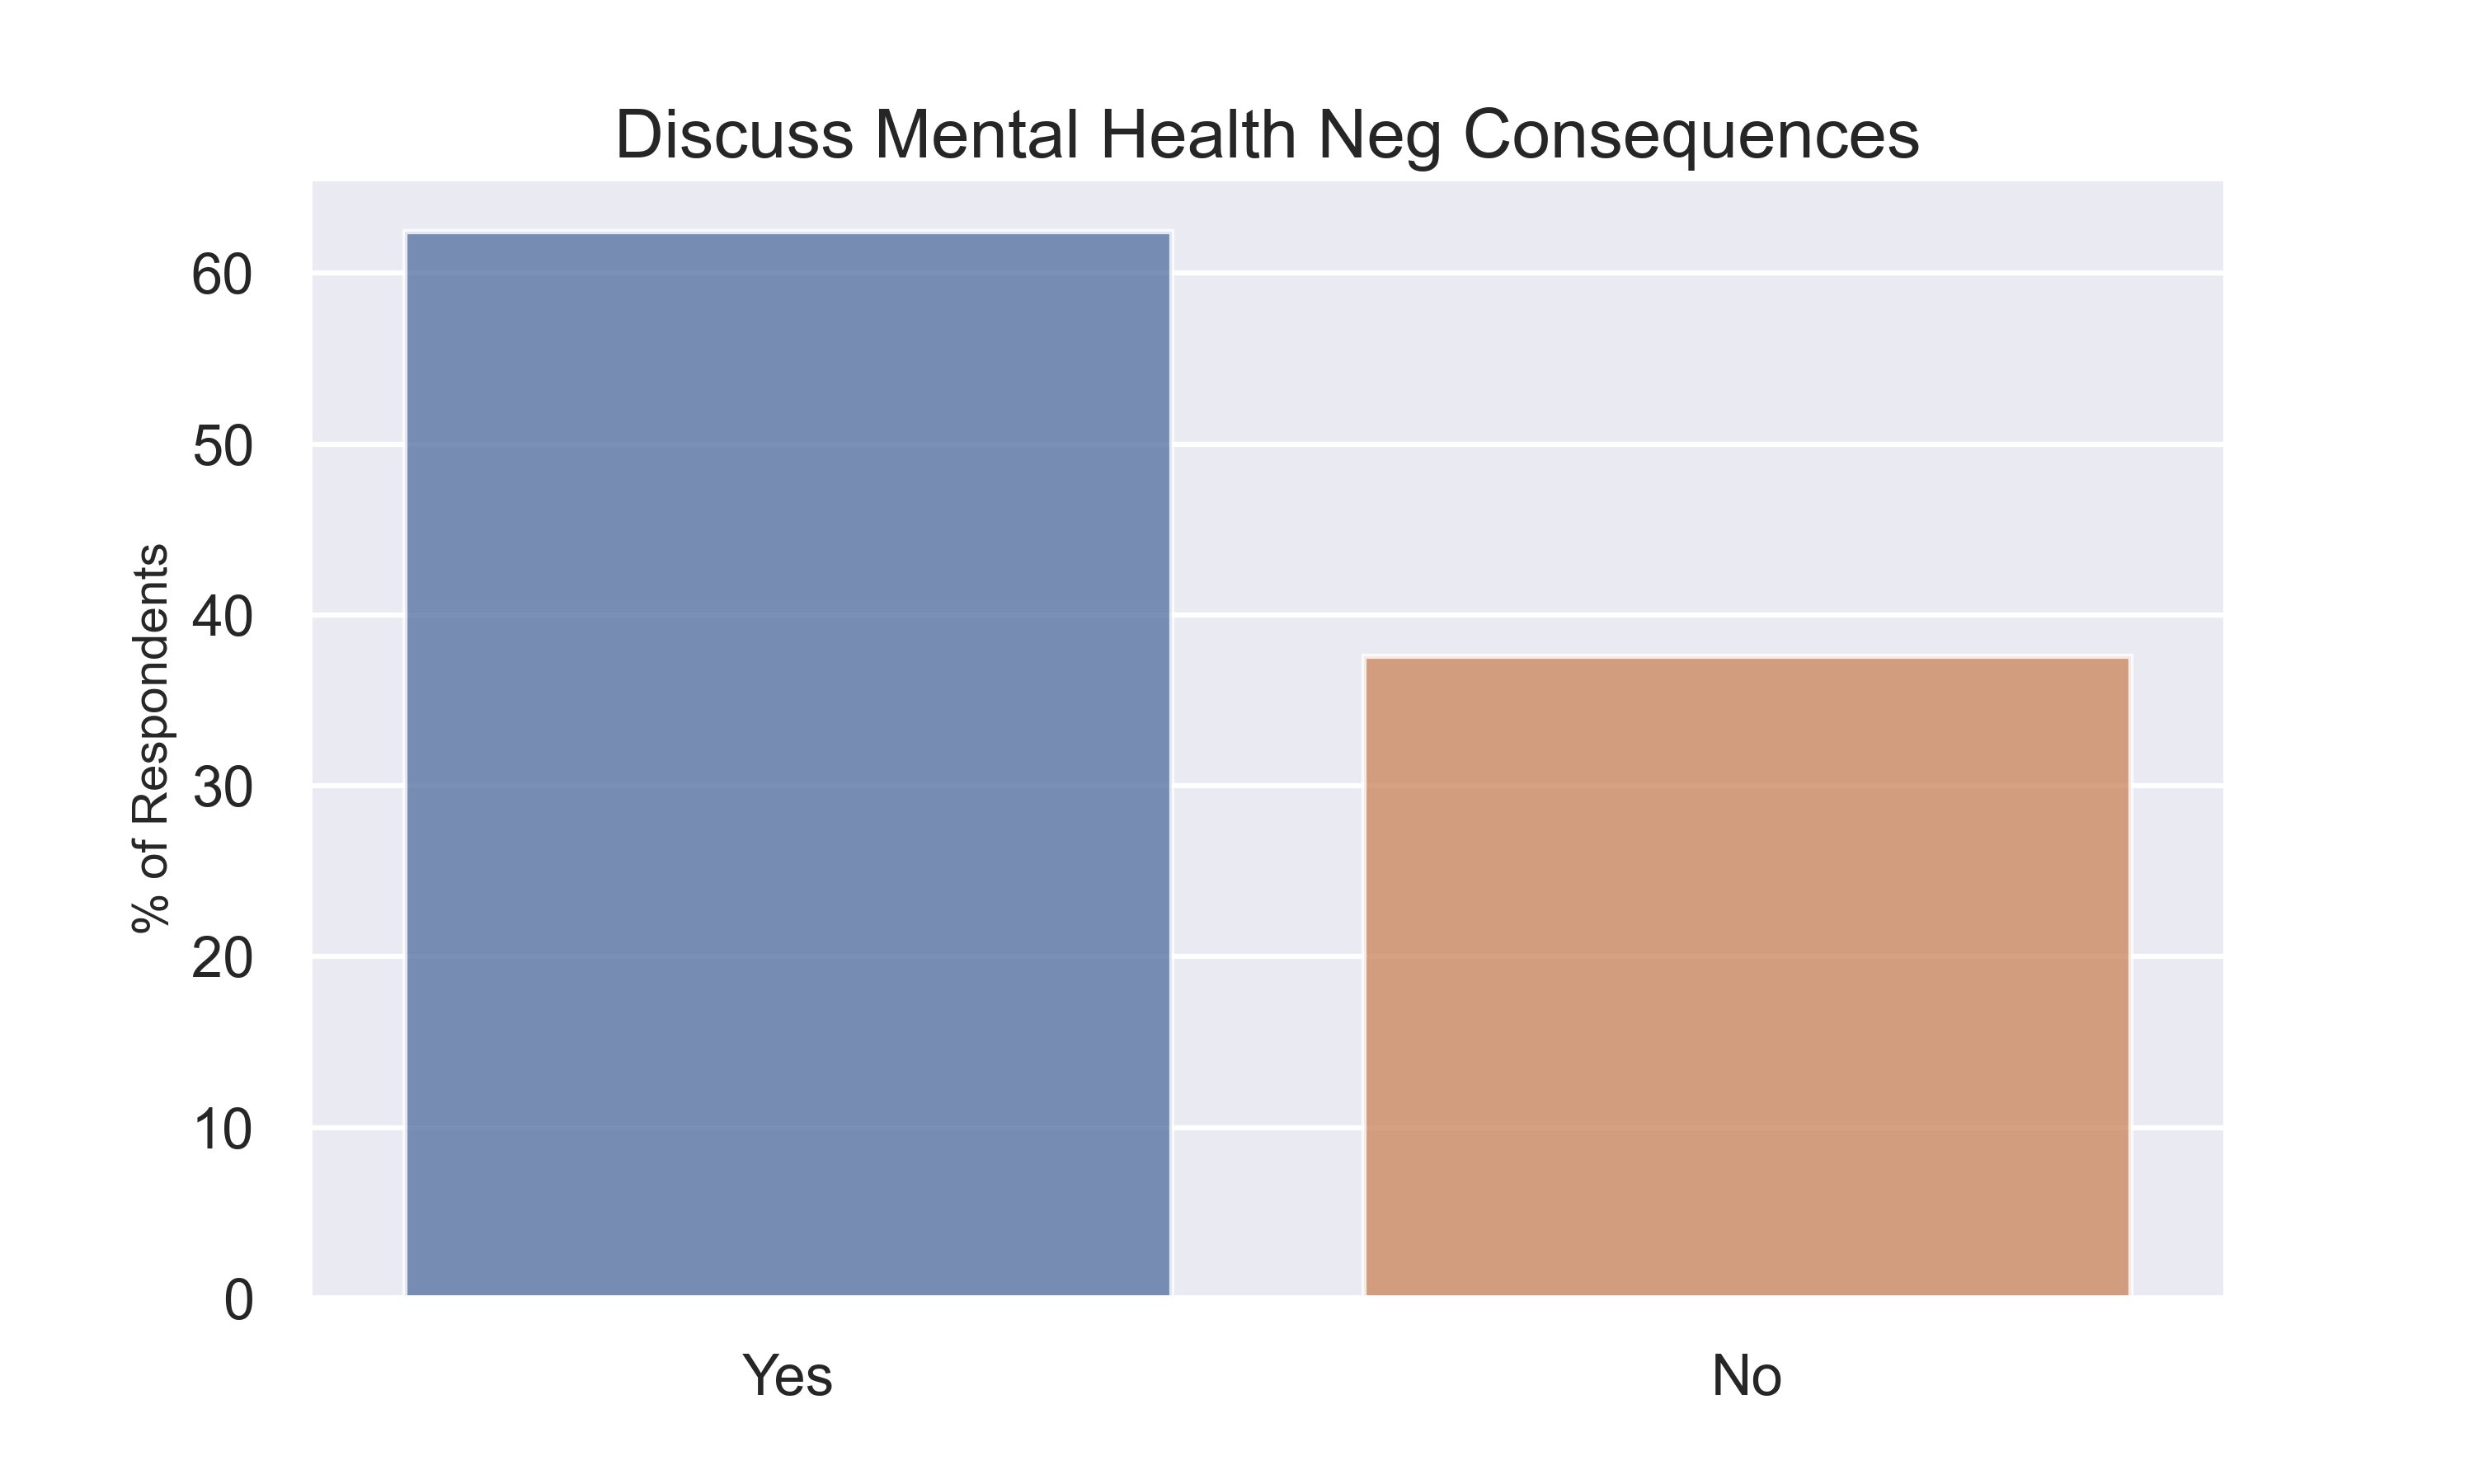 Discuss Mental Health Neg Consequences
% of Respondents
60
50
40
30
20
10
0
Yes
No